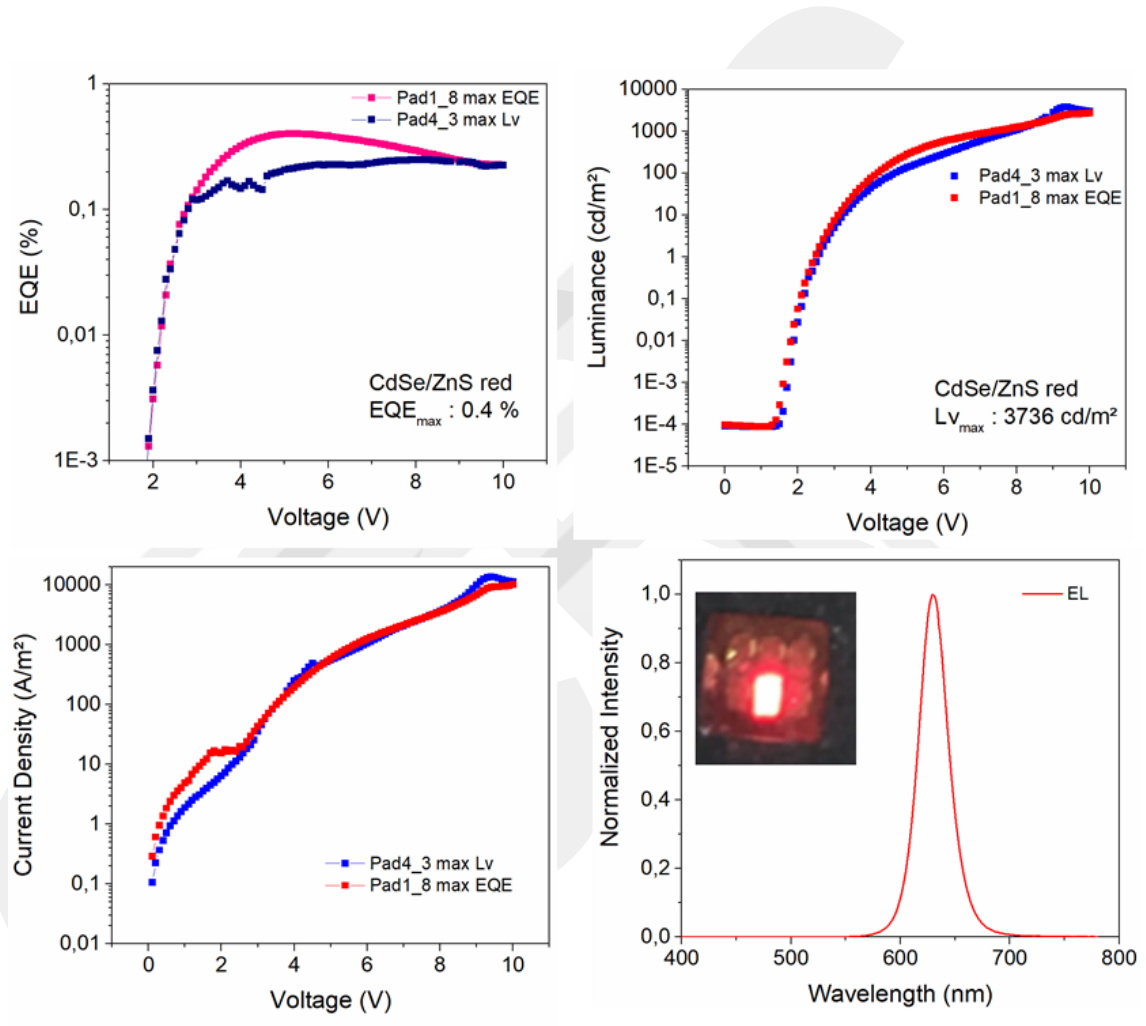 1
0,1
0,01
1E-3
EQE (%)
Pad1_8 max EQE
Pad4_3 max Lv
CdSe/ZnS red
EQEmax : 0.4 %
2 4 6 8 10
Voltage (V)
10000
1000
100
10
1
0,1
0,01
1E-3
1E-4
1E-5
Luminance (cd/m²)
Pad4_3 max Lv
Pad1_8 max EQE
CdSe/ZnS red
Lvmax : 3736 cd/m²
0 2 4 6 8 10
Voltage (V)
10000
1000
100
10
1
0,1
0,01
Current Density (A/m²)
Pad4_3 max Lv
Pad1_8 max EQE
0 2 4 6 8 10
Voltage (V)
1,0
0,8
0,6
0,4
0,2
0,0
Normalized Intensity
EL
400 500 600 700 800
Wavelength (nm)